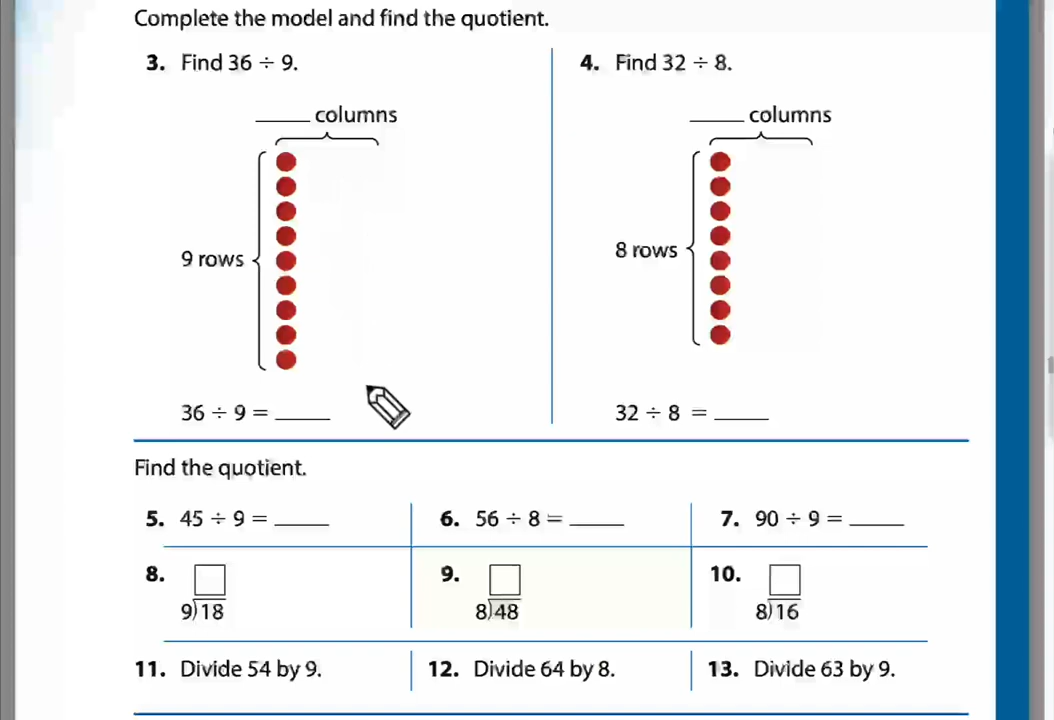 Complete the model and find the quotient.
3. Find 36 ÷ 9.
____ columns
9 rows
36 ÷ 9 = ____
4. Find 32 ÷ 8.
____ columns
8 rows
32 ÷ 8 = ____
Find the quotient.
5. 45 ÷ 9 = ____
6. 56 ÷ 8 = ____
7. 90 ÷ 9 = ____
8. 9)18
9. 8)48
10. 8)16
11. Divide 54 by 9.
12. Divide 64 by 8.
13. Divide 63 by 9.